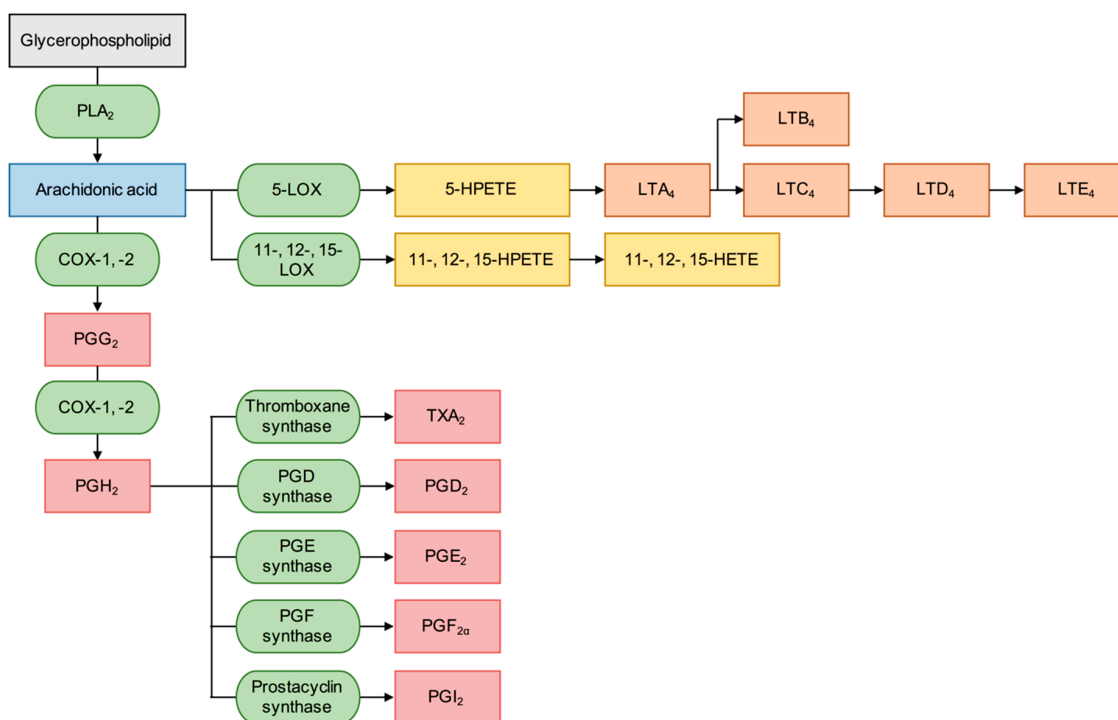 Glycerophospholipid
PLA₂
LTB₄
Arachidonic acid
5-LOX
5-HPETE
LTA₄
LTC₄
LTD₄
LTE₄
COX-1, -2
11-, 12-, 15-
LOX
11-, 12-, 15-HPETE
11-, 12-, 15-HETE
PGG₂
COX-1, -2
Thromboxane
synthase
TXA₂
PGH₂
PGD
synthase
PGD₂
PGE
synthase
PGE₂
PGF
synthase
PGF₂α
Prostacyclin
synthase
PGI₂